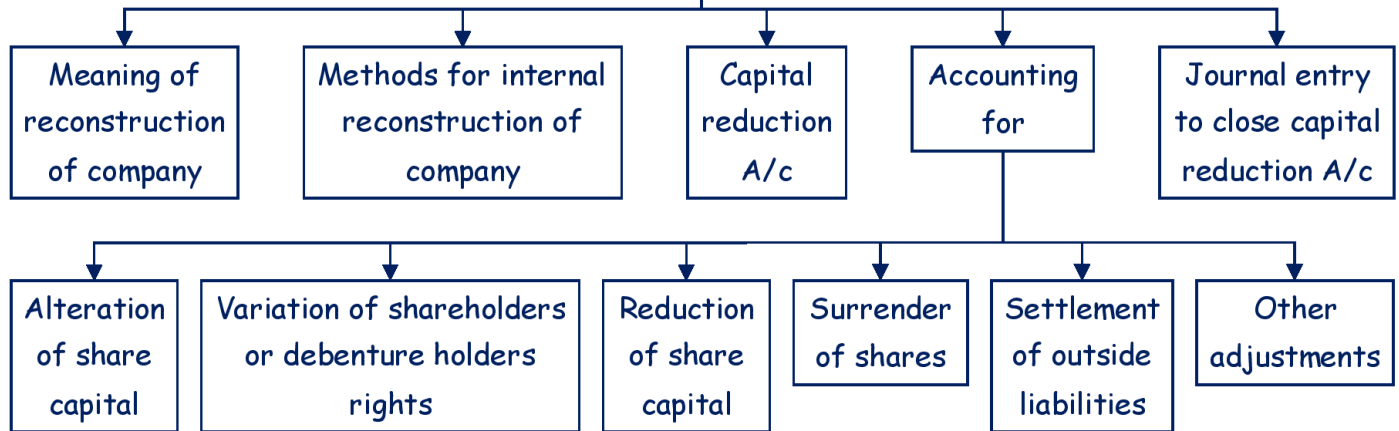 Meaning of
reconstruction
of company
Methods for internal
reconstruction of
company
Capital
reduction
A/c
Accounting
for
Journal entry
to close capital
reduction A/c
Alteration
of share
capital
Variation of shareholders
or debenture holders
rights
Reduction
of share
capital
Surrender
of shares
Settlement
of outside
liabilities
Other
adjustments